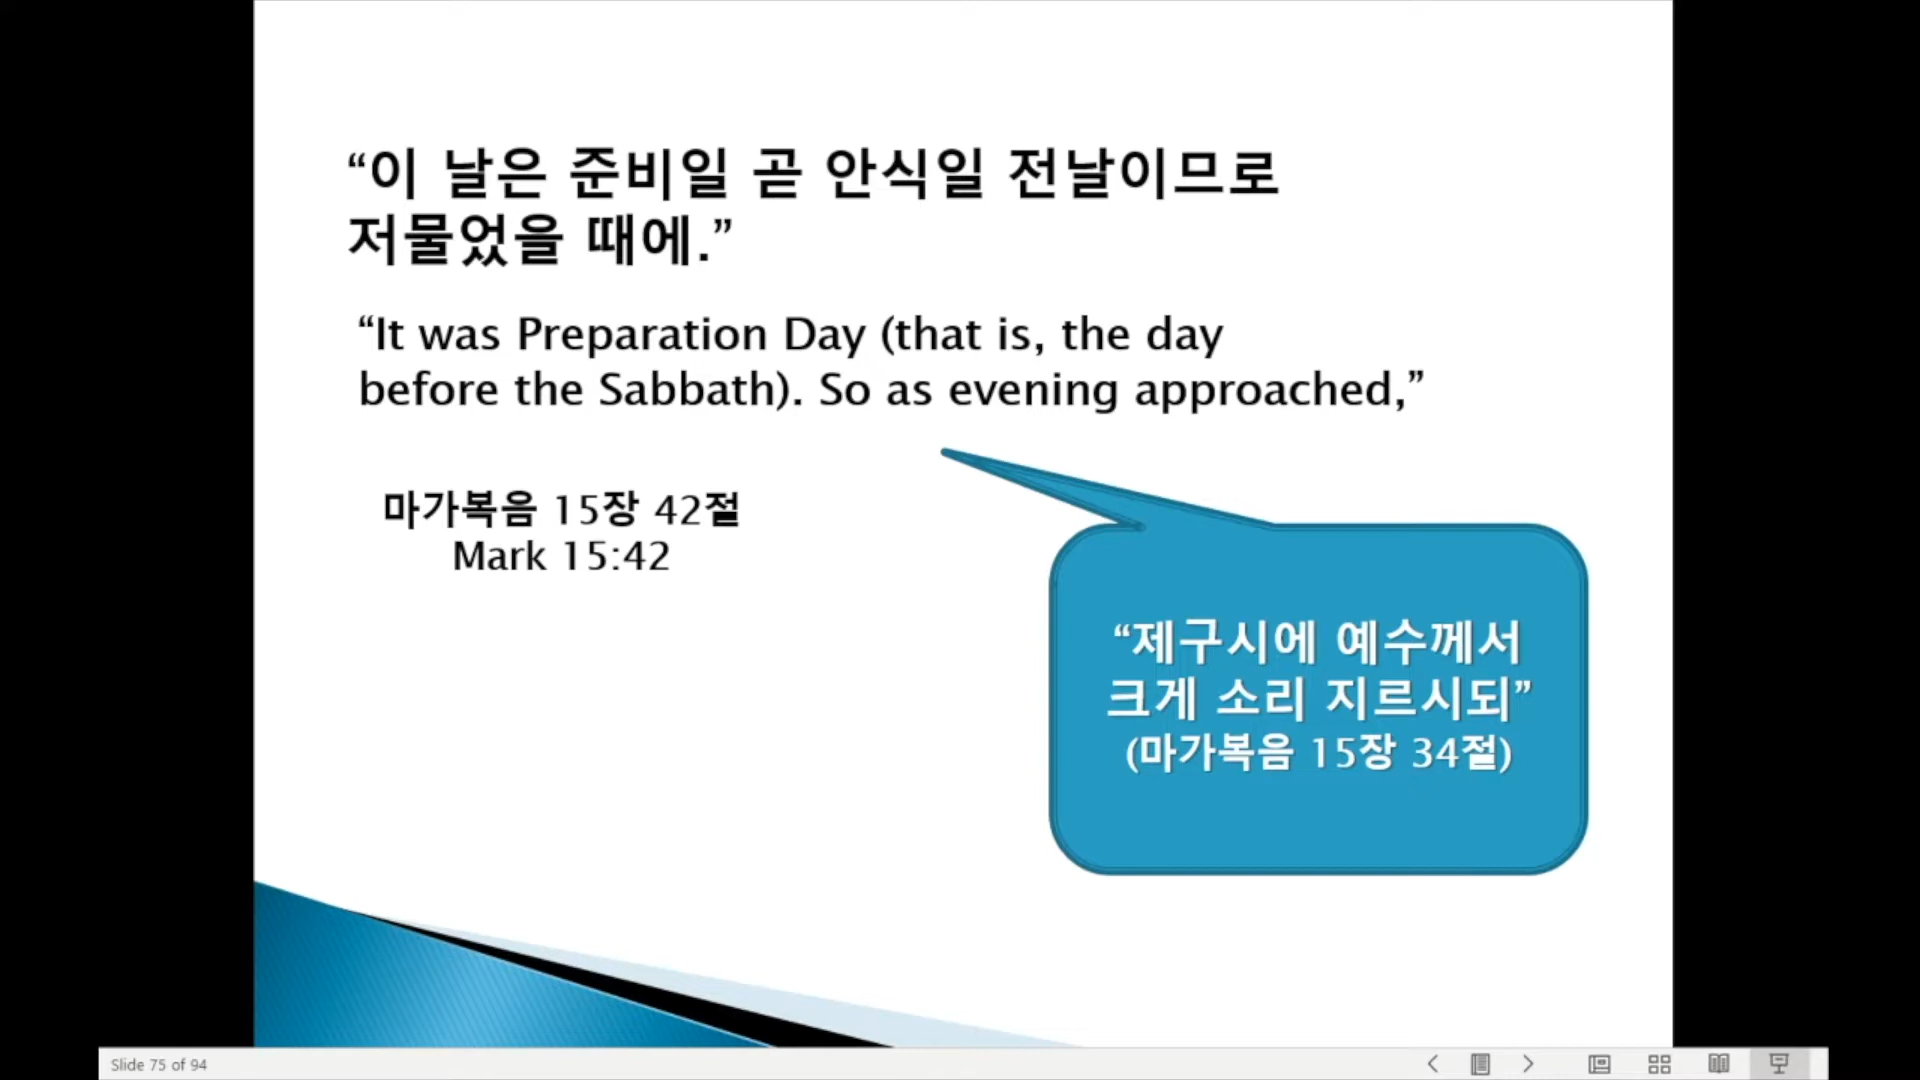 “이 날은 준비일 곧 안식일 전날이므로
저물었을 때에.”
“It was Preparation Day (that is, the day
before the Sabbath). So as evening approached,”
마가복음 15장 42절
Mark 15:42
“제구시에 예수께서
크게 소리 지르시되”
(마가복음 15장 34절)
Slide 75 of 94